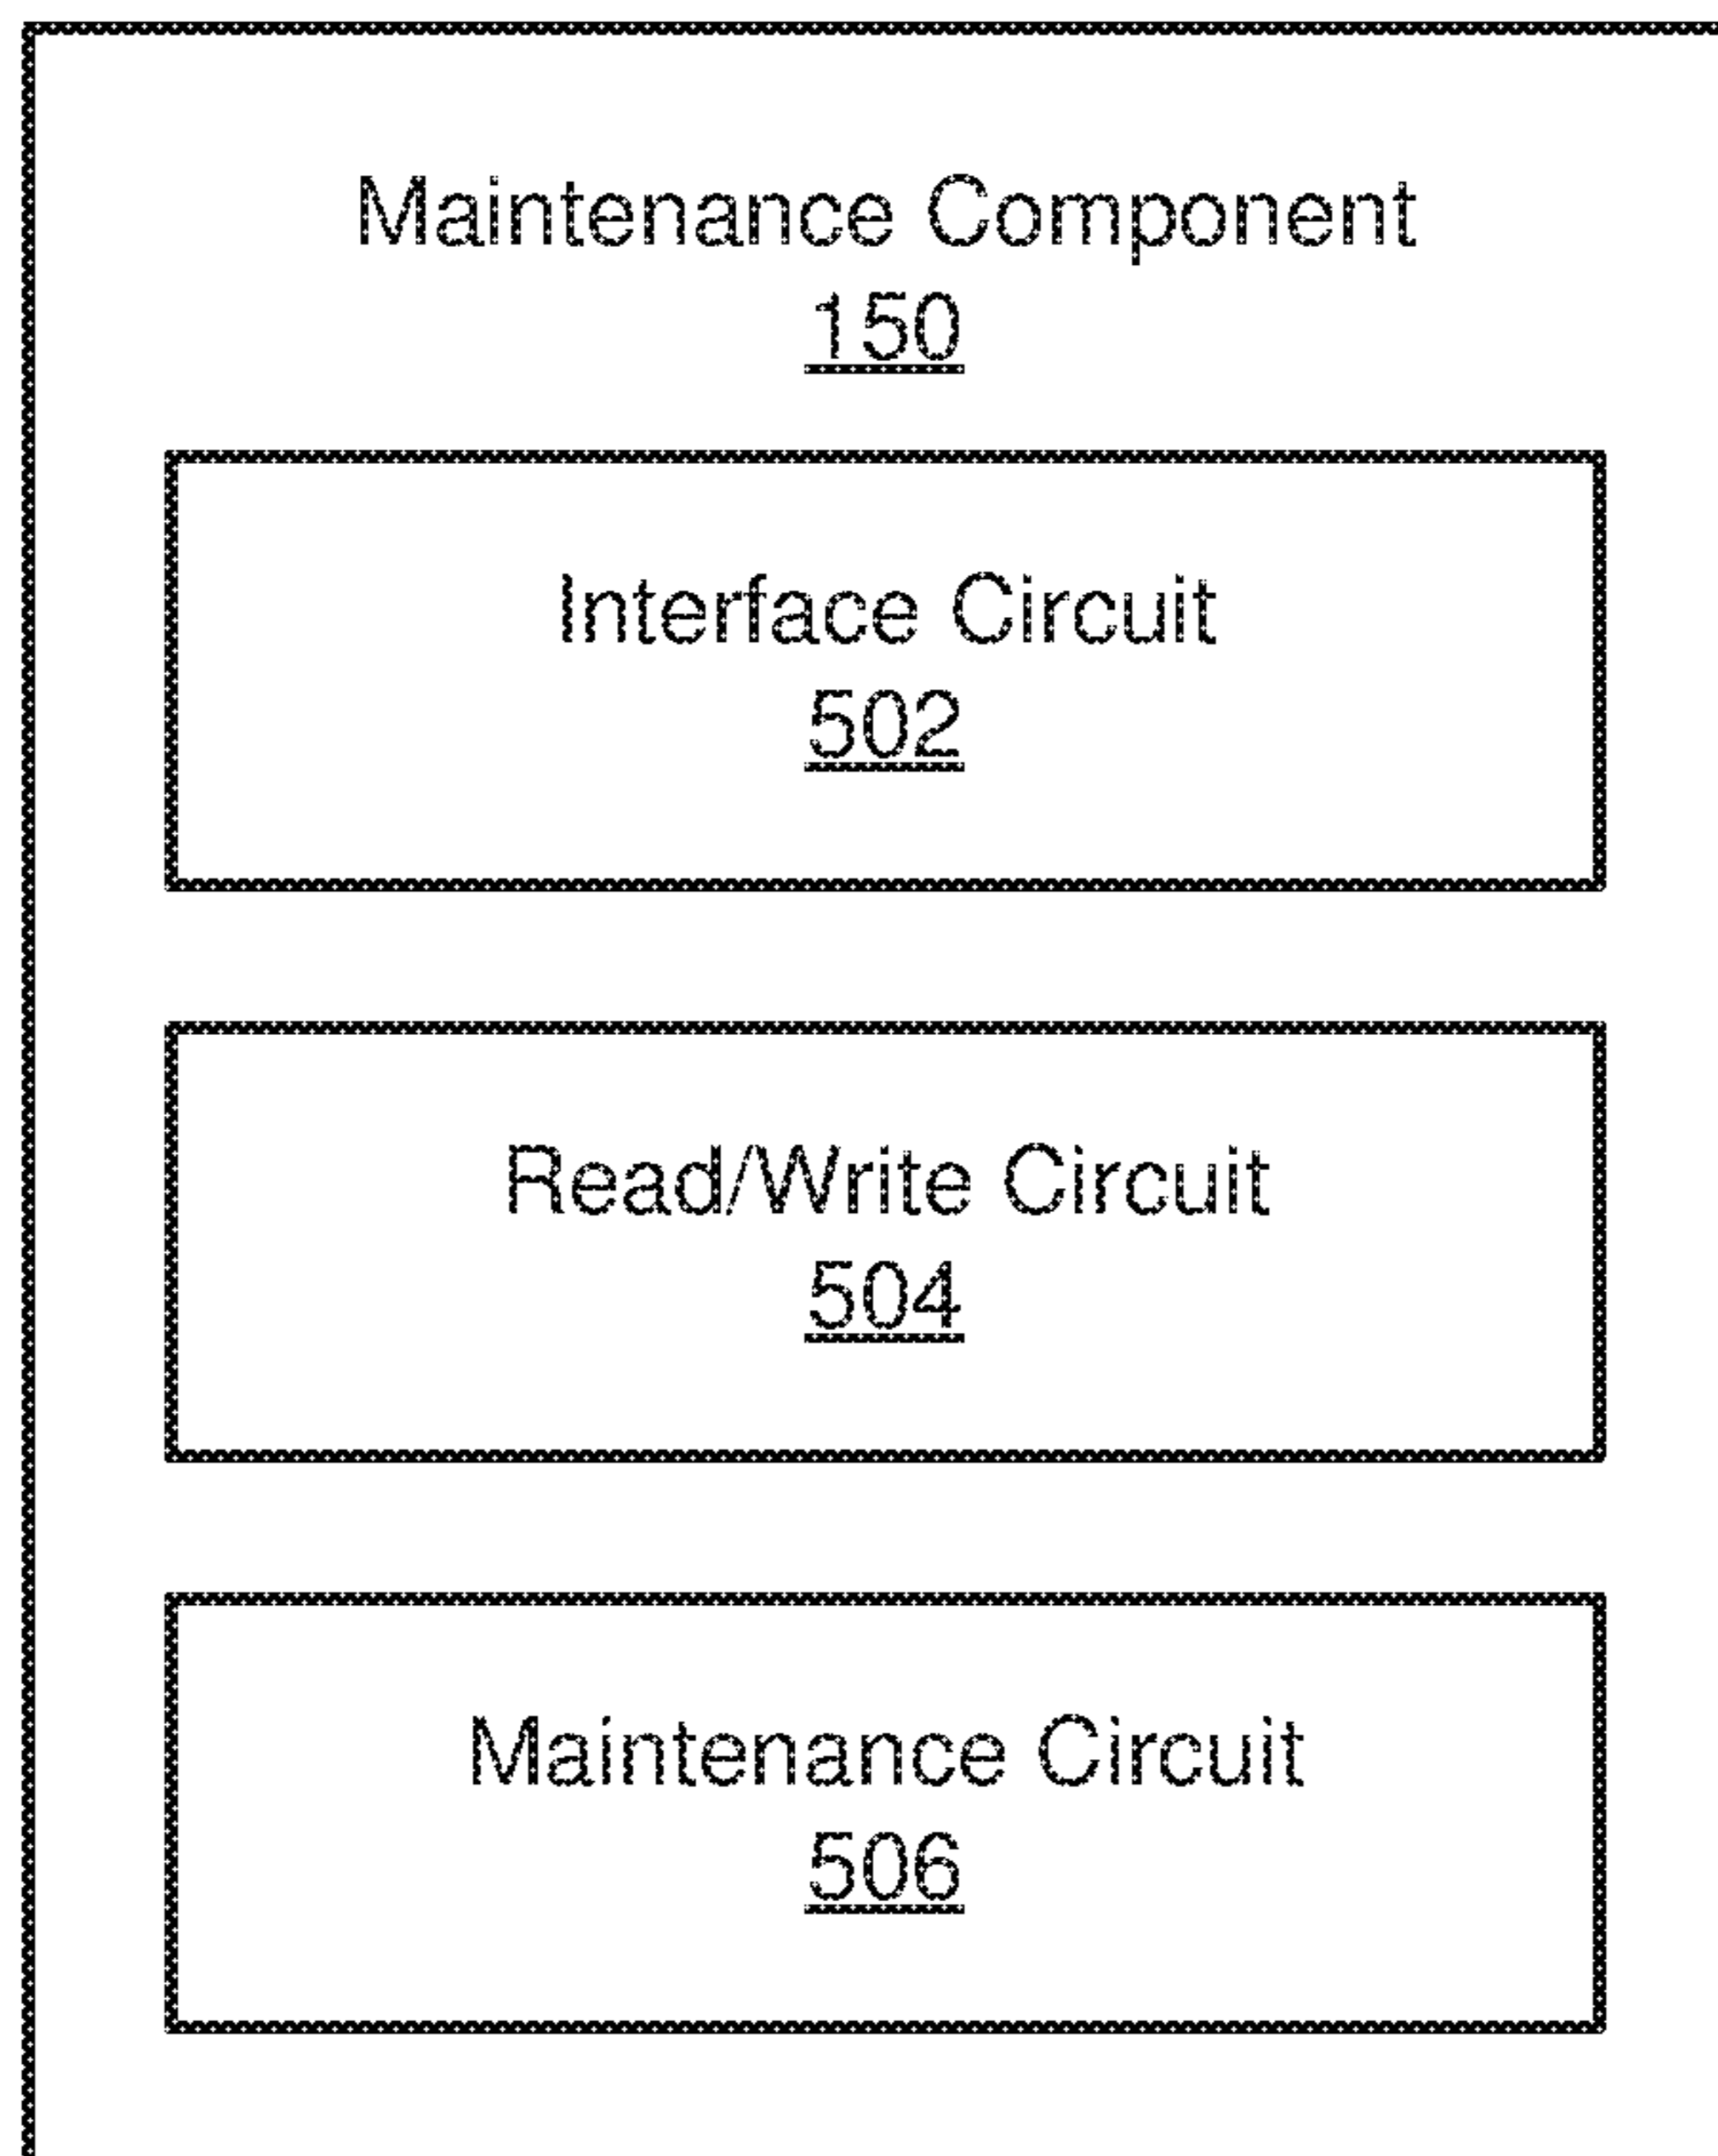 Maintenance Component
150
Interface Circuit
502
Read/Write Circuit
504
Maintenance Circuit
506